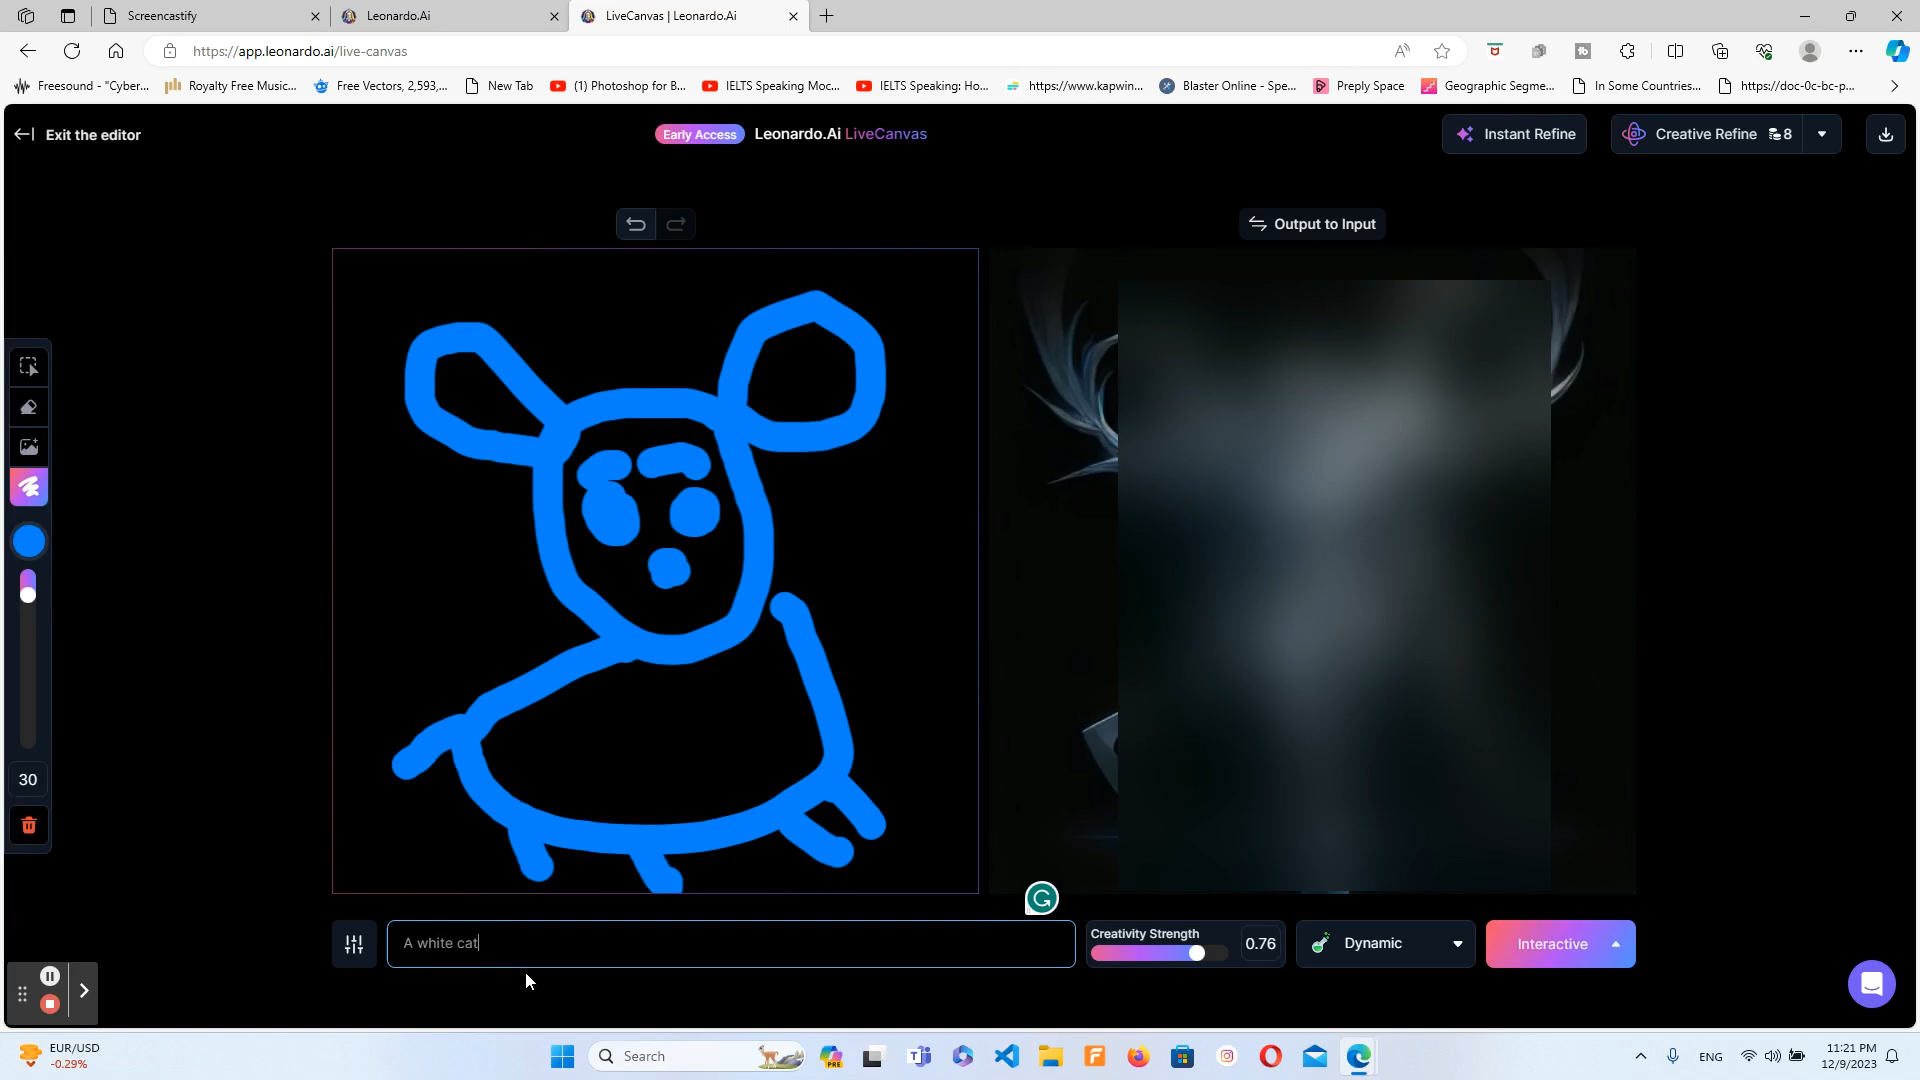 Screencastify
Leonardo.Ai
LiveCanvas | Leonardo.Ai
https://app.leonardo.ai/live-canvas
Freesound - "Cyber...
Royalty Free Music...
Free Vectors, 2,593,...
New Tab
(1) Photoshop for B...
IELTS Speaking Moc...
IELTS Speaking: Ho...
https://www.kapwin...
Blaster Online - Spe...
Preply Space
Geographic Segme...
In Some Countries...
https://doc-0c-bc-p...
Exit the editor
Early Access
Leonardo.Ai LiveCanvas
Instant Refine
Creative Refine 8
Output to Input
30
A white cat
Creativity Strength
0.76
Dynamic
Interactive
EUR/USD
-0.29%
Search
PRE
ENG
11:21 PM
12/9/2023